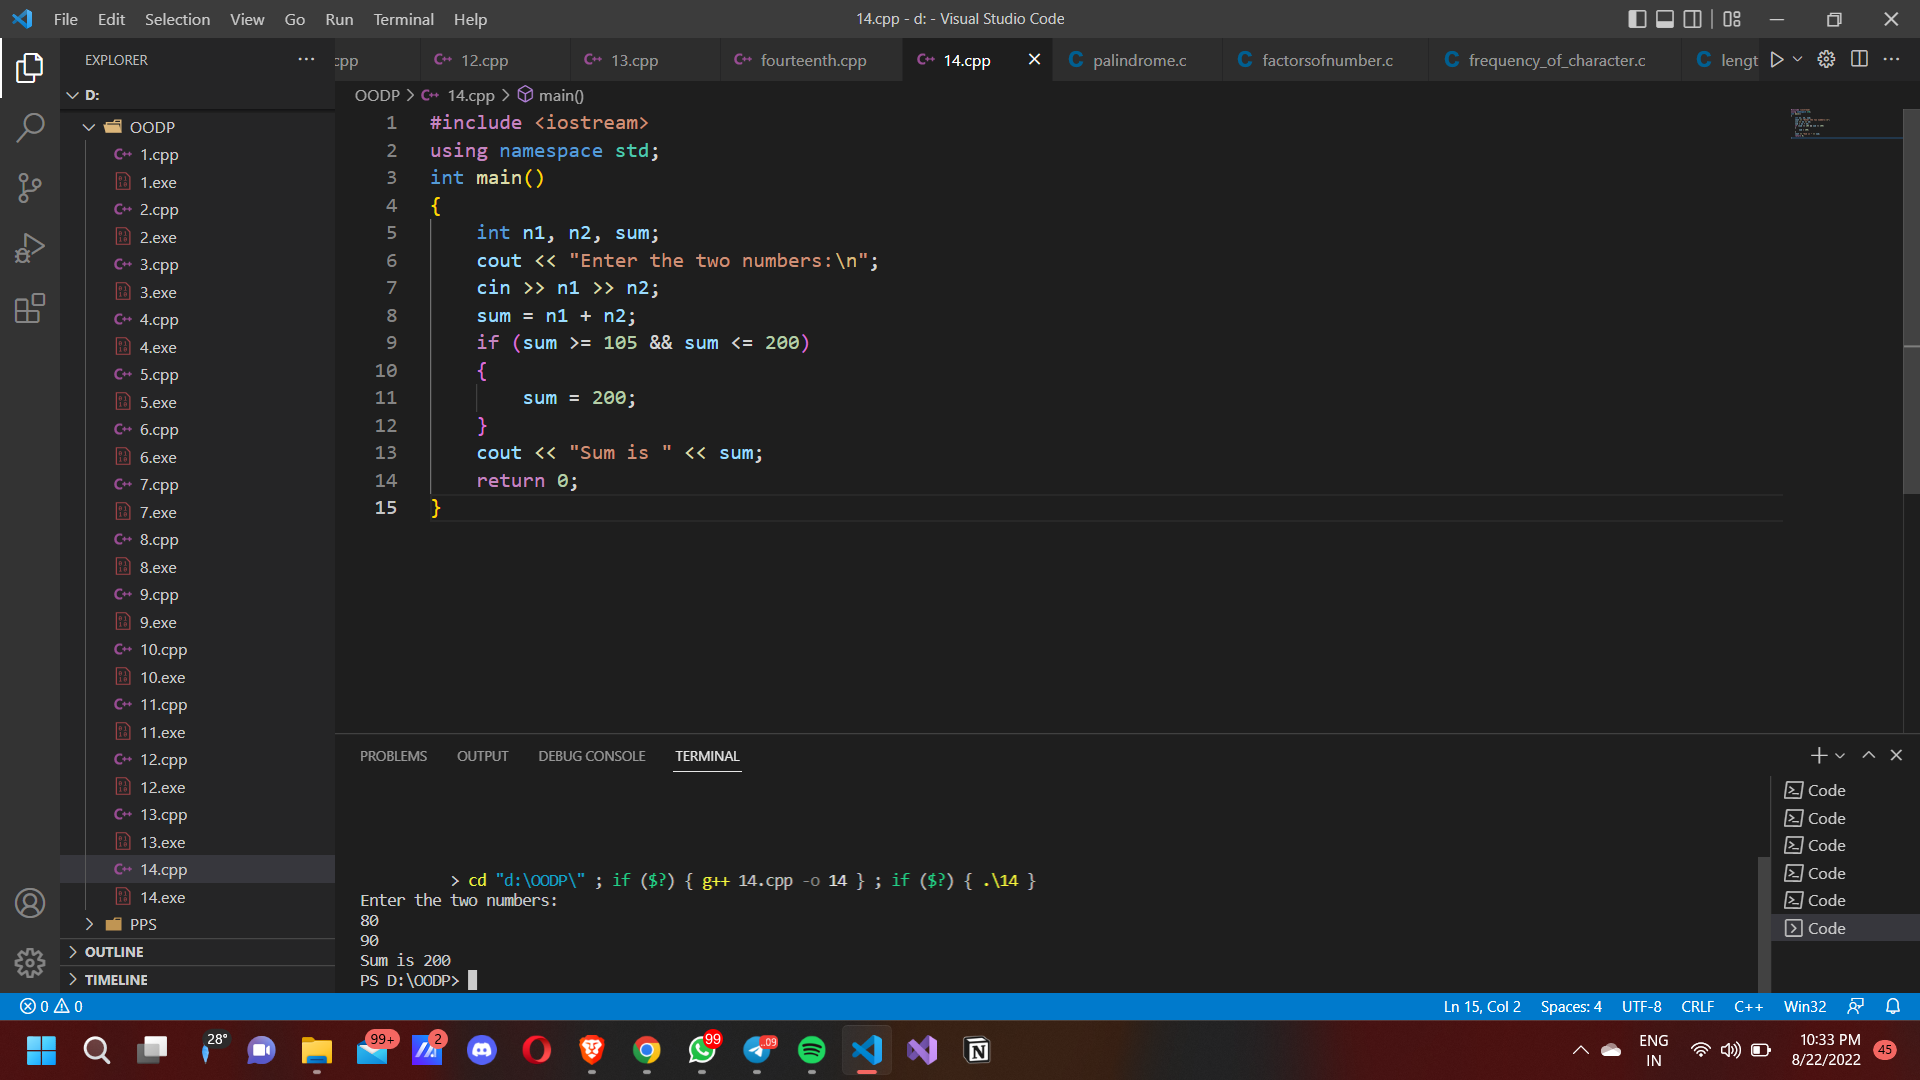 File Edit Selection View Go Run Terminal Help
14.cpp - d: - Visual Studio Code
EXPLORER
cpp
12.cpp
13.cpp
fourteenth.cpp
14.cpp
palindrome.c
factorsofnumber.c
frequency_of_character.c
lengt
D:
OODP
1.cpp
1.exe
2.cpp
2.exe
3.cpp
3.exe
4.cpp
4.exe
5.cpp
5.exe
6.cpp
6.exe
7.cpp
7.exe
8.cpp
8.exe
9.cpp
9.exe
10.cpp
10.exe
11.cpp
11.exe
12.cpp
12.exe
13.cpp
13.exe
14.cpp
14.exe
PPS
OUTLINE
TIMELINE
OODP > 14.cpp > main()
1 #include <iostream>
2 using namespace std;
3 int main()
4 {
5 int n1, n2, sum;
6 cout << "Enter the two numbers:\n";
7 cin >> n1 >> n2;
8 sum = n1 + n2;
9 if (sum >= 105 && sum <= 200)
10 {
11 sum = 200;
12 }
13 cout << "Sum is " << sum;
14 return 0;
15 }
PROBLEMS OUTPUT DEBUG CONSOLE TERMINAL
> cd "d:\OODP\" ; if ($?) { g++ 14.cpp -o 14 } ; if ($?) { .\14 }
Enter the two numbers:
80
90
Sum is 200
PS D:\OODP>
Code
Code
Code
Code
Code
Code
0 0
Ln 15, Col 2 Spaces: 4 UTF-8 CRLF C++ Win32
28°
99+
2
99
..09
ENG
IN
10:33 PM
8/22/2022
45